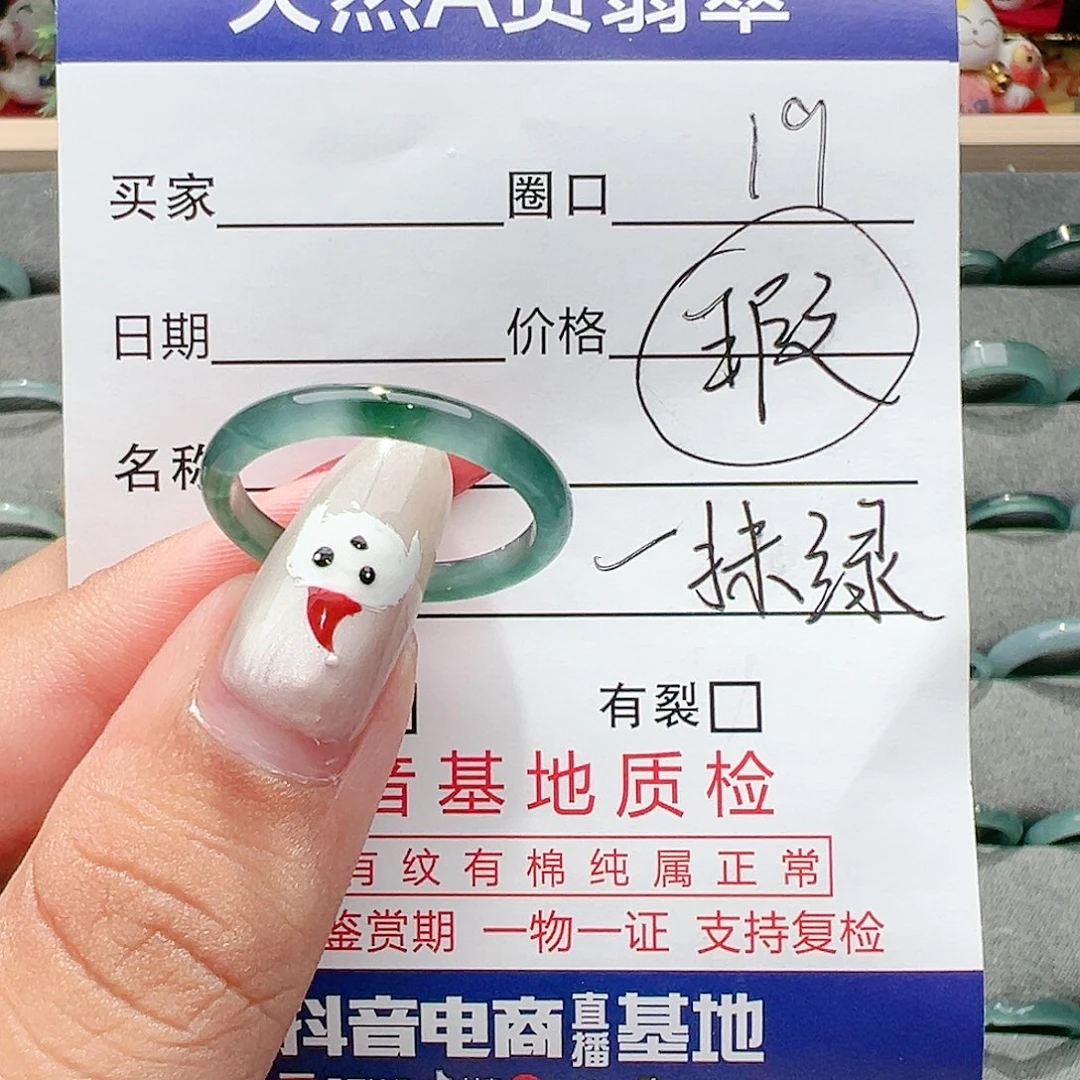 天然A货翡翠
买家 圈口 19
日期 价格 瑕
名称
一抹绿
有裂
音基地质检
有纹有棉纯属正常
鉴赏期 一物一证 支持复检
抖音电商直播基地